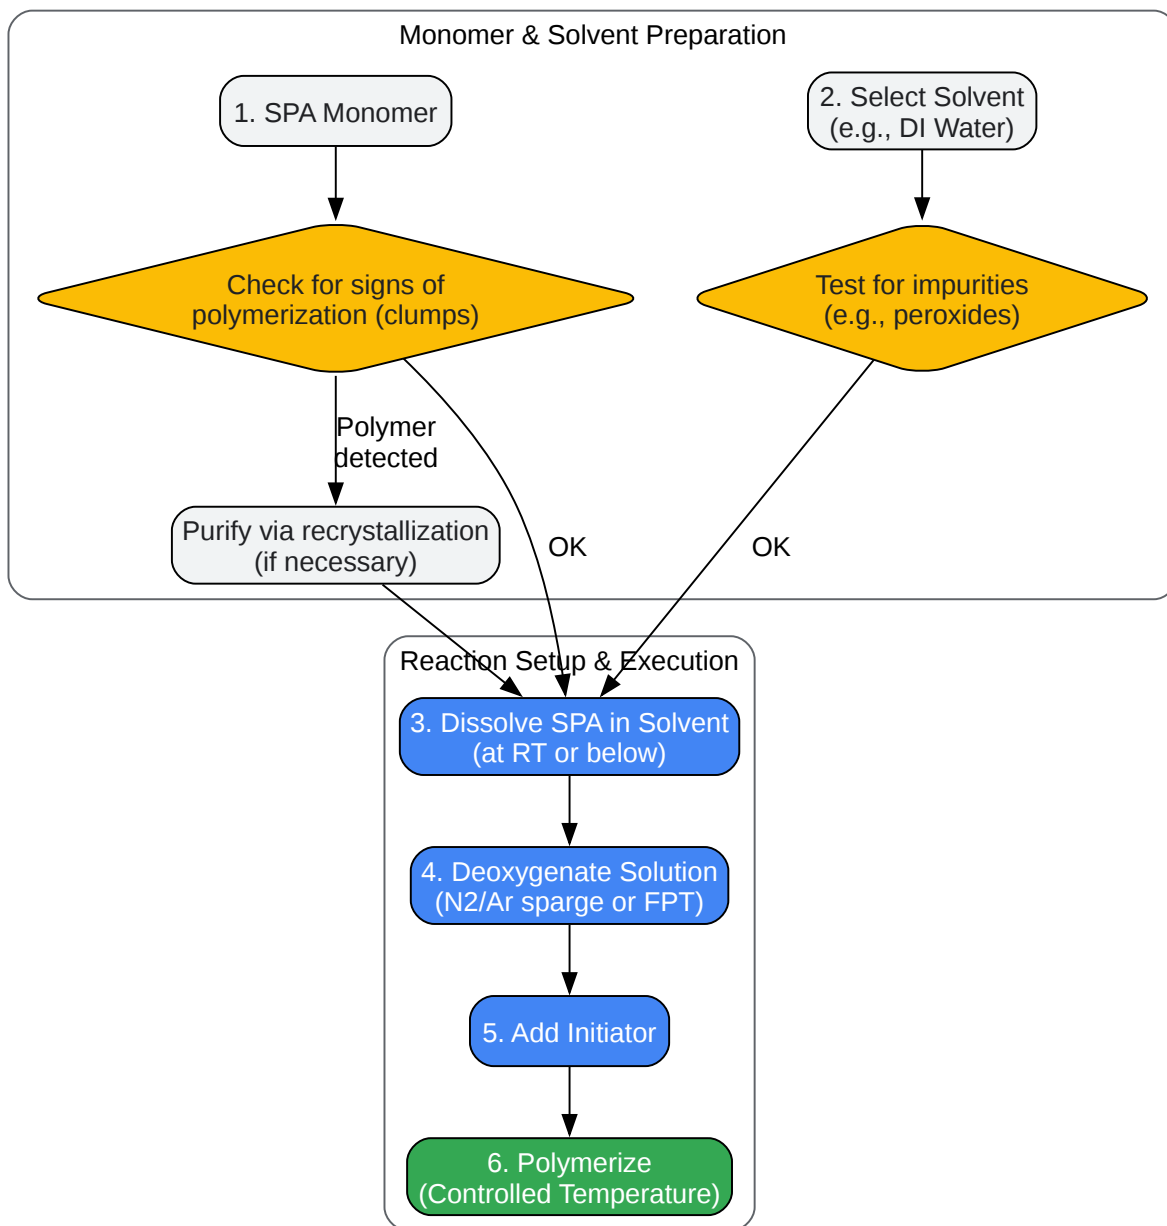 Monomer & Solvent Preparation
1. SPA Monomer
2. Select Solvent
(e.g., DI Water)
Check for signs of
polymerization (clumps)
Test for impurities
(e.g., peroxides)
Polymer
detected
Purify via recrystallization
(if necessary)
OK
OK
Reaction Setup & Execution
3. Dissolve SPA in Solvent
(at RT or below)
4. Deoxygenate Solution
(N2/Ar sparge or FPT)
5. Add Initiator
6. Polymerize
(Controlled Temperature)